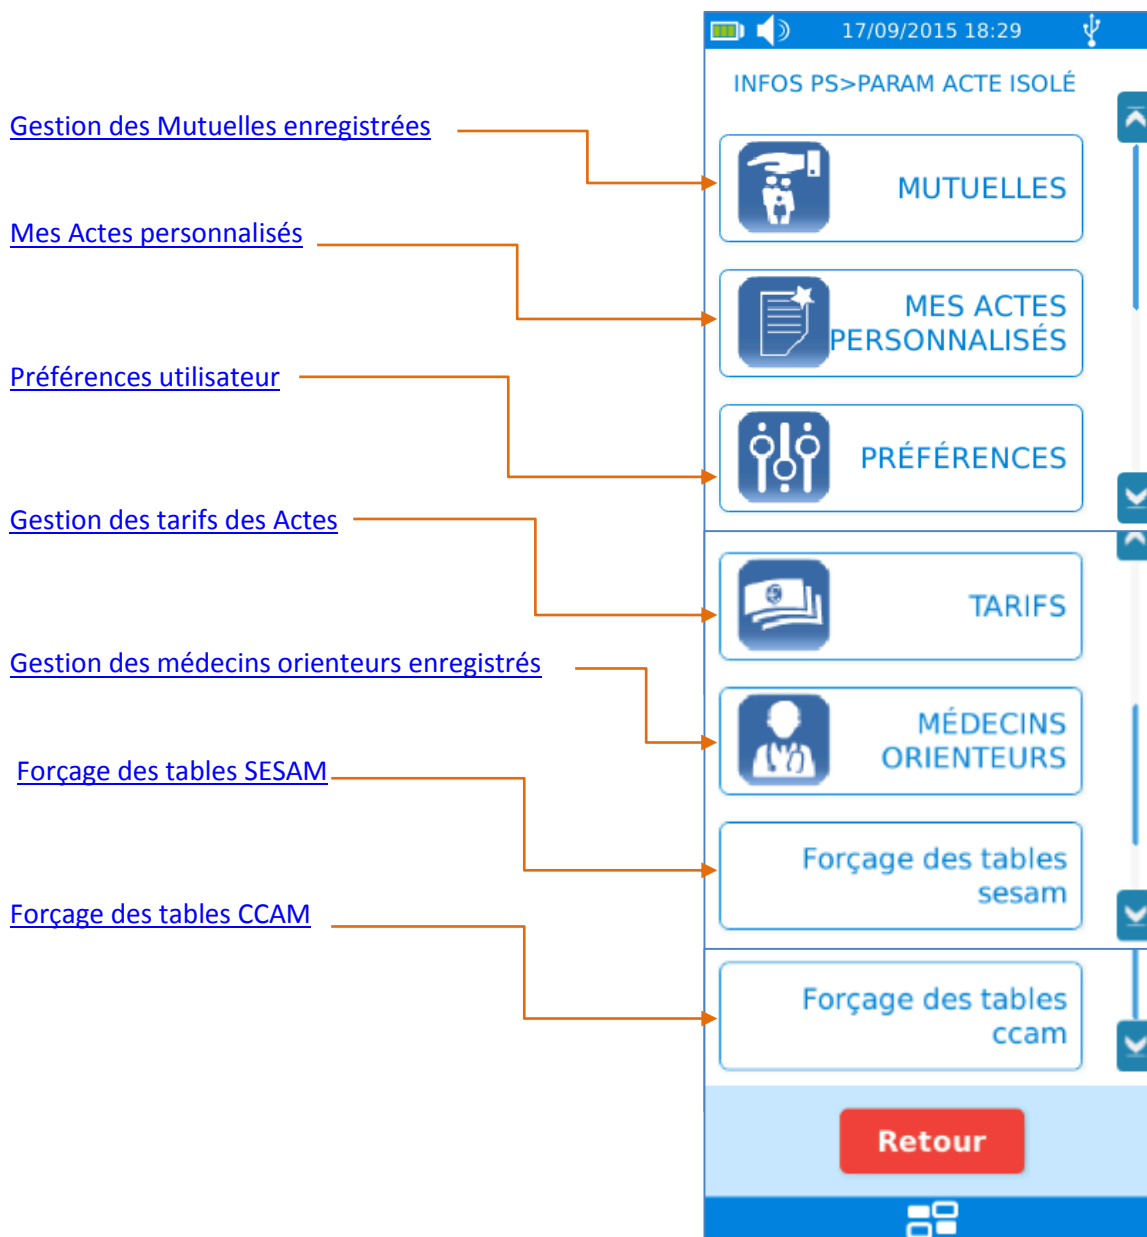 17/09/2015 18:29
INFOS PS>PARAM ACTE ISOLÉ
Gestion des Mutuelles enregistrées
MUTUELLES
Mes Actes personnalisés
MES ACTES
PERSONNALISÉS
Préférences utilisateur
PRÉFÉRENCES
Gestion des tarifs des Actes
TARIFS
Gestion des médecins orienteurs enregistrés
MÉDECINS
ORIENTEURS
Forçage des tables SESAM
Forçage des tables
sesam
Forçage des tables CCAM
Forçage des tables
ccam
Retour